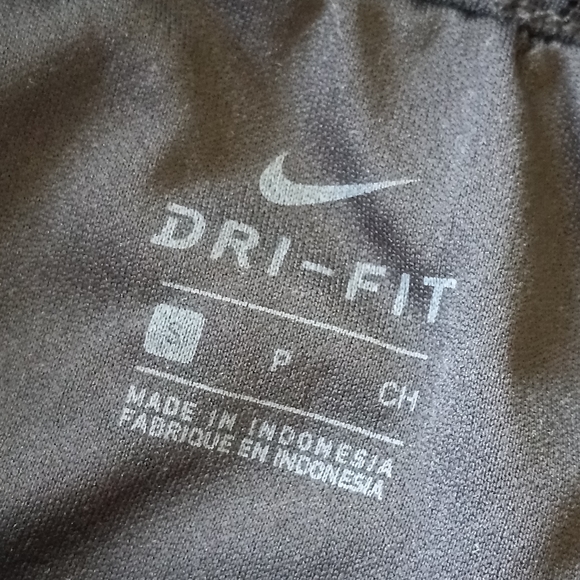 DRI-FIT
S P CH
MADE IN INDONESIA
FABRIQUE EN INDONESIA